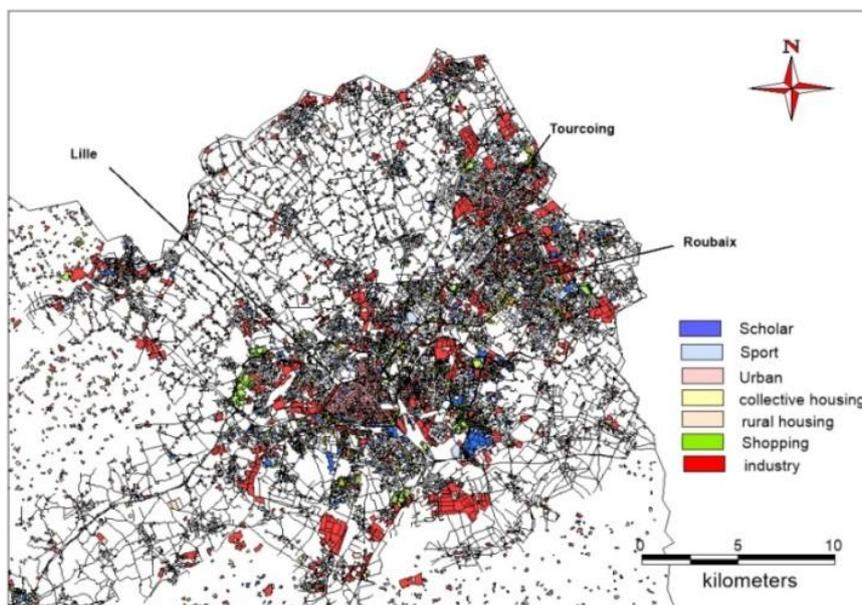 N
Tourcoing
Lille
Roubaix
Scholar
Sport
Urban
collective housing
rural housing
Shopping
industry
0 5 10
kilometers